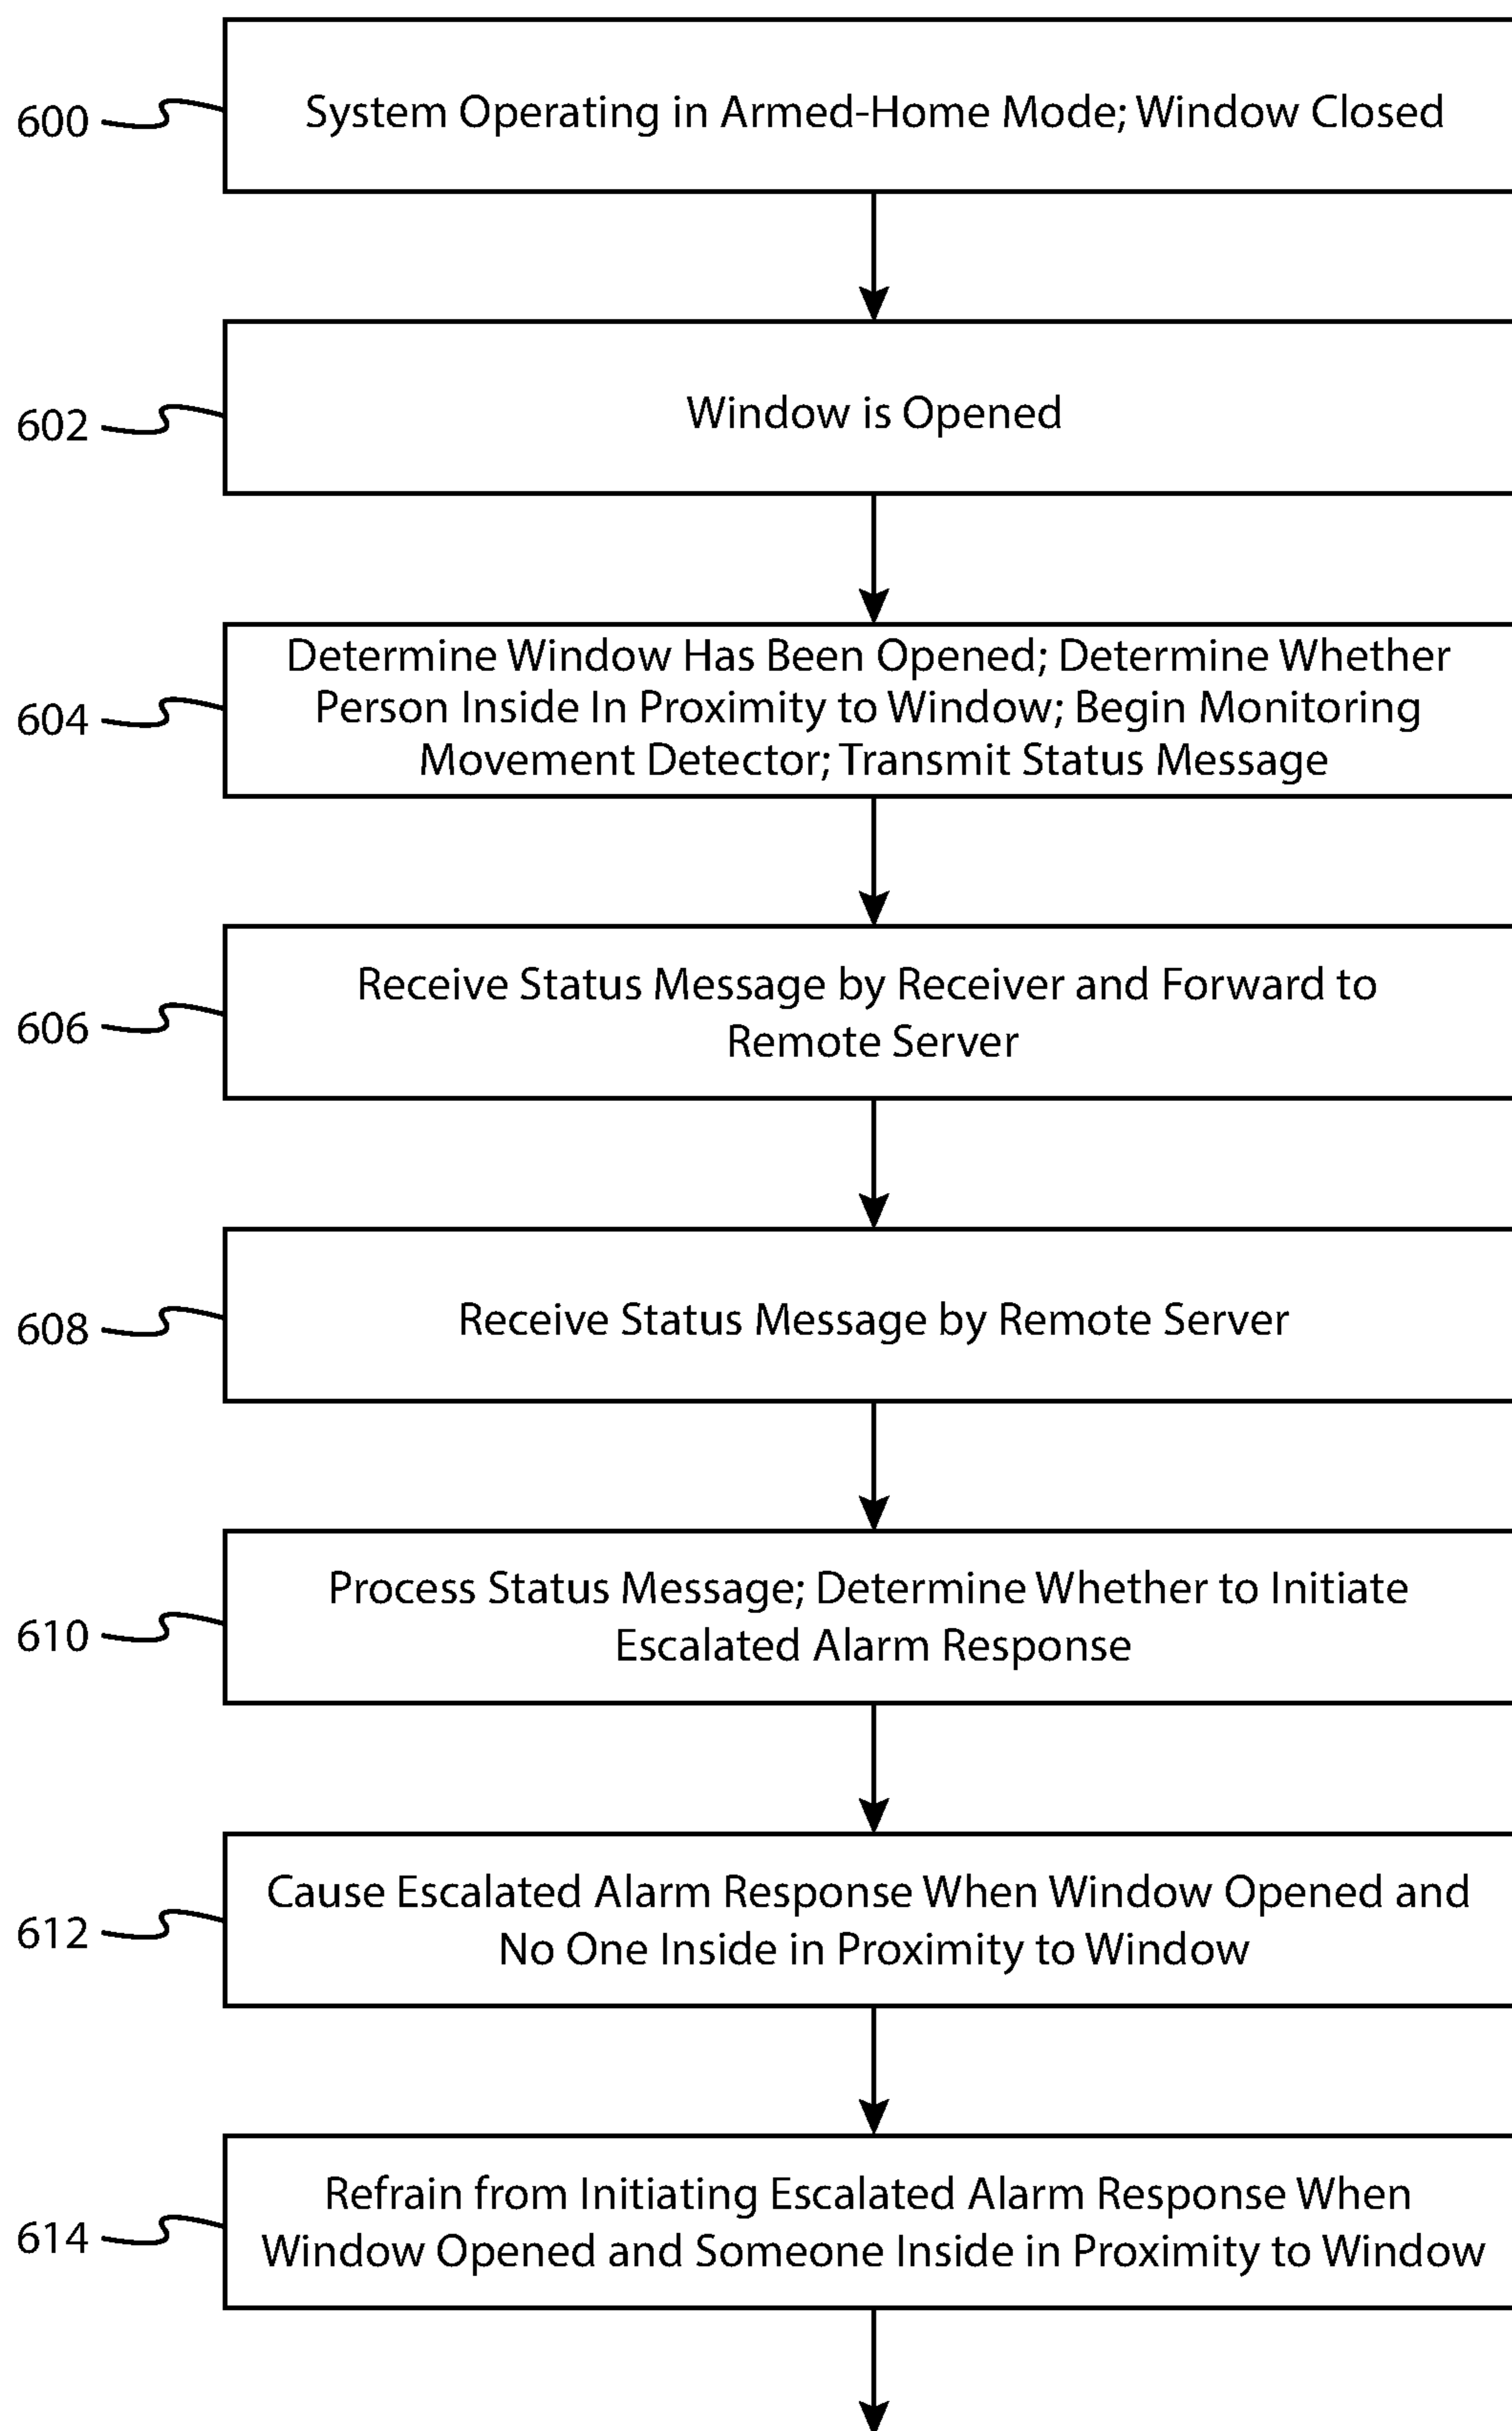 600
System Operating in Armed-Home Mode; Window Closed
602
Window is Opened
604
Determine Window Has Been Opened; Determine Whether
Person Inside In Proximity to Window; Begin Monitoring
Movement Detector; Transmit Status Message
606
Receive Status Message by Receiver and Forward to
Remote Server
608
Receive Status Message by Remote Server
610
Process Status Message; Determine Whether to Initiate
Escalated Alarm Response
612
Cause Escalated Alarm Response When Window Opened and
No One Inside in Proximity to Window
614
Refrain from Initiating Escalated Alarm Response When
Window Opened and Someone Inside in Proximity to Window